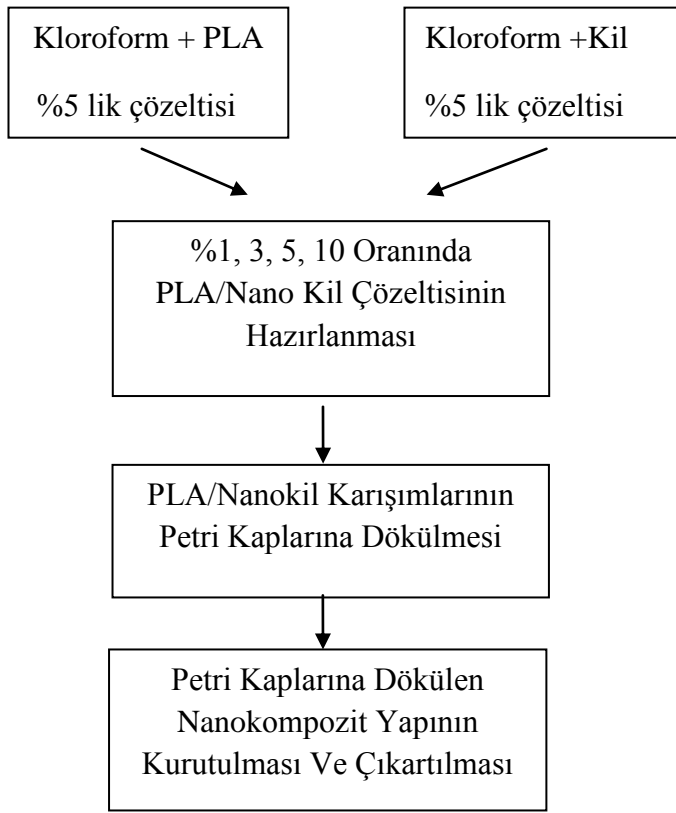 Kloroform + PLA
%5 lik çözeltisi
Kloroform +Kil
%5 lik çözeltisi
%1, 3, 5, 10 Oranında
PLA/Nano Kil Çözeltisinin
Hazırlanması
PLA/Nanokil Karışımlarının
Petri Kaplarına Dökülmesi
Petri Kaplarına Dökülen
Nanokompozit Yapının
Kurutulması Ve Çıkartılması